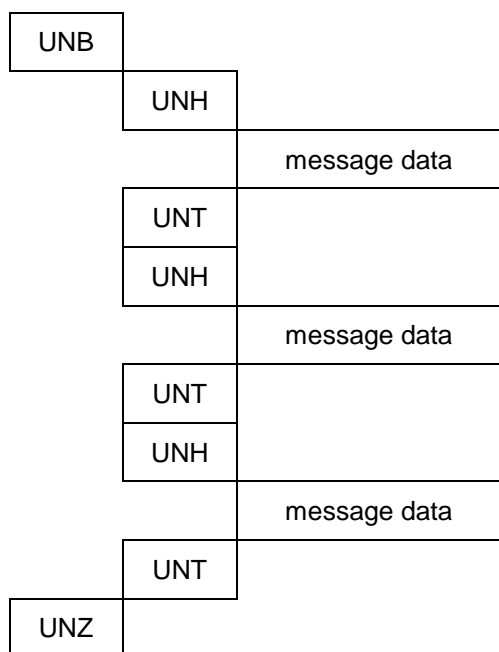 UNB
UNH
message data
UNT
UNH
message data
UNT
UNH
message data
UNT
UNZ